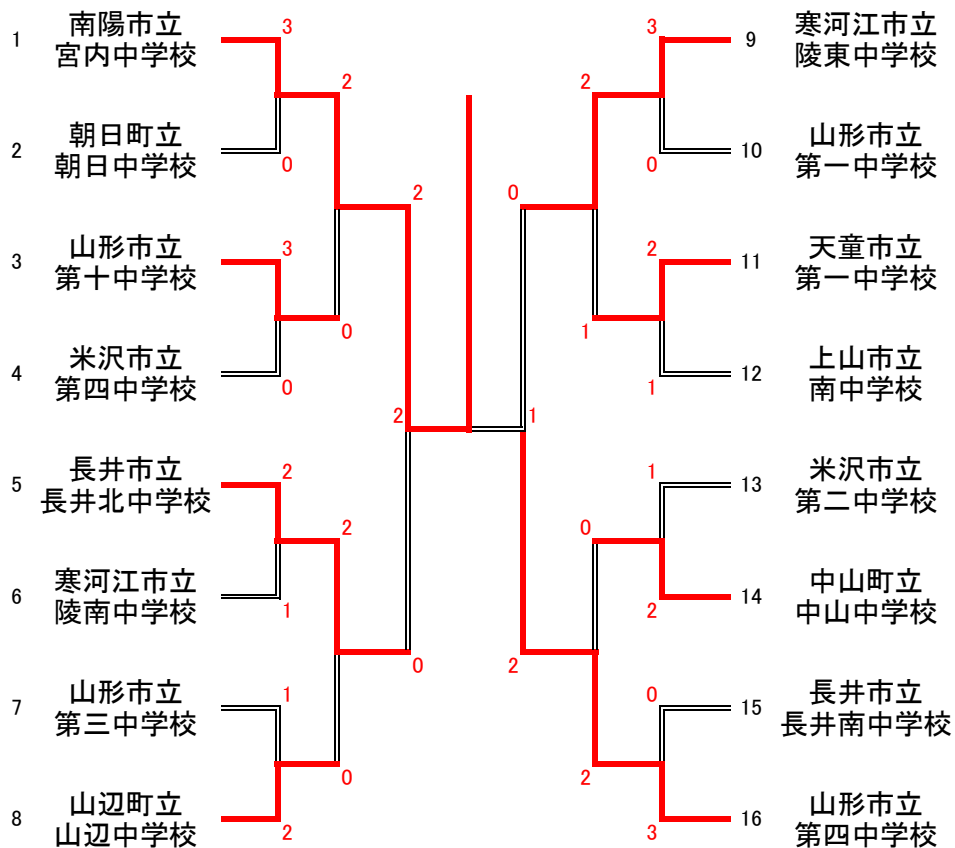 1 南陽市立
宮内中学校
2 朝日町立
朝日中学校
3 山形市立
第十中学校
4 米沢市立
第四中学校
5 長井市立
長井北中学校
6 寒河江市立
陵南中学校
7 山形市立
第三中学校
8 山辺町立
山辺中学校
3
0
3
0
2
1
1
2
2
0
2
0
2
0
2
1
0
2
2
1
0
2
3
0
2
1
1
2
0
3
9 寒河江市立
陵東中学校
10 山形市立
第一中学校
11 天童市立
第一中学校
12 上山市立
南中学校
13 米沢市立
第二中学校
14 中山町立
中山中学校
15 長井市立
長井南中学校
16 山形市立
第四中学校